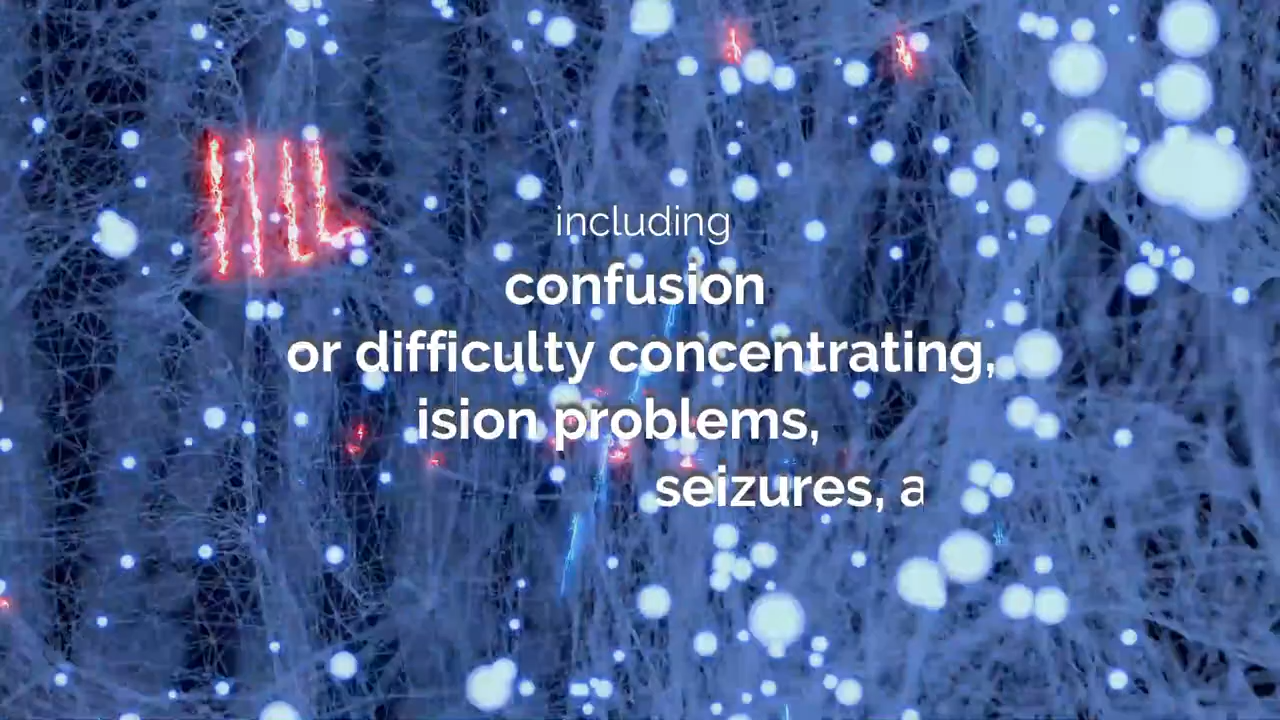 including
confusion
or difficulty concentrating,
ision problems,
seizures, a